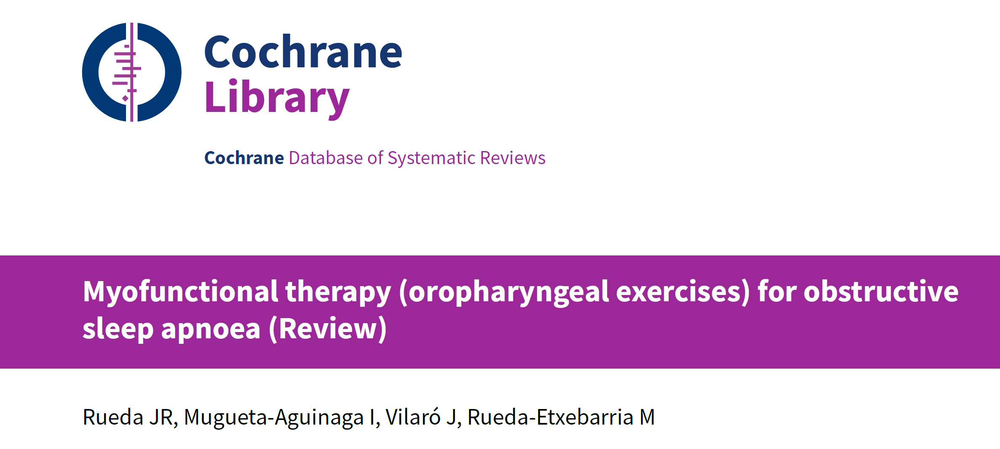 Cochrane
Library
Cochrane Database of Systematic Reviews
Myofunctional therapy (oropharyngeal exercises) for obstructive
sleep apnoea (Review)
Rueda JR, Mugueta-Aguinaga I, Vilaró J, Rueda-Etxebarria M